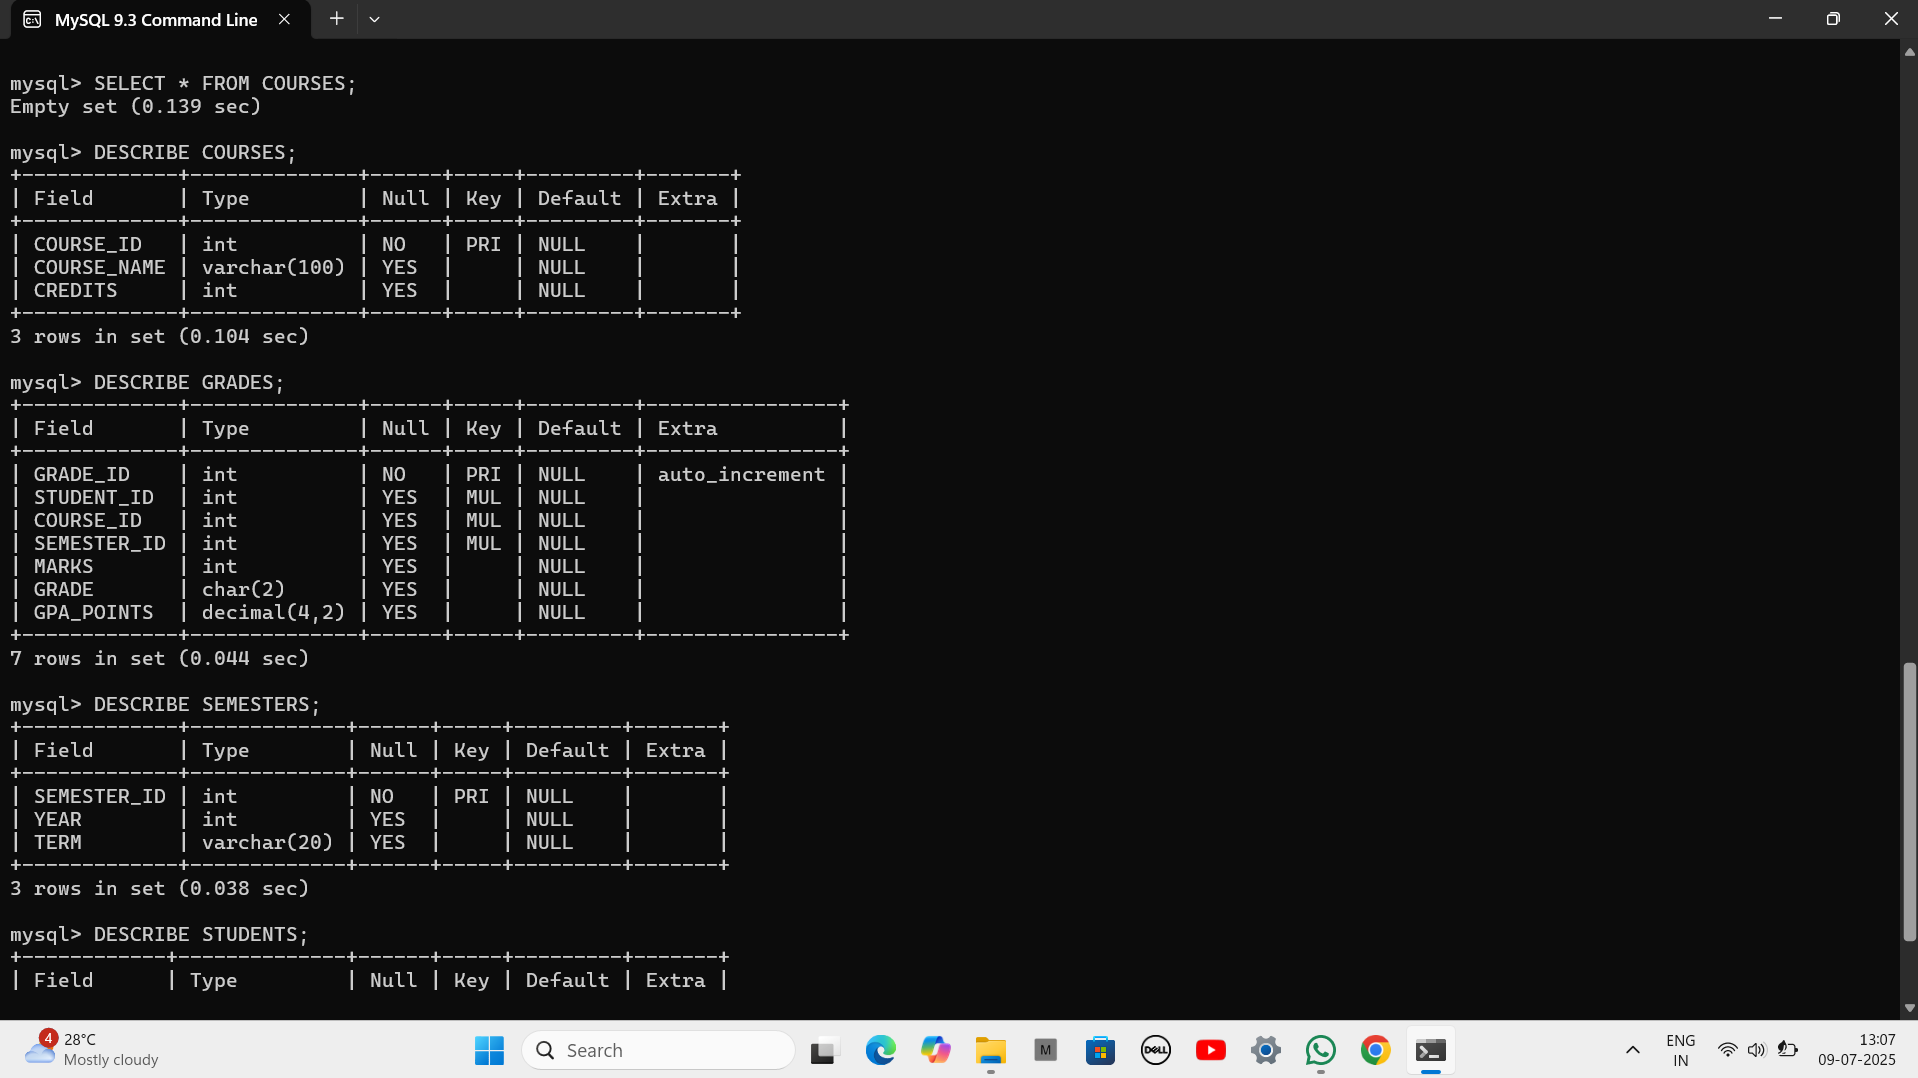 MySQL 9.3 Command Line
mysql> SELECT * FROM COURSES;
Empty set (0.139 sec)
mysql> DESCRIBE COURSES;
+-------------+--------------+------+-----+---------+-------+
| Field       | Type         | Null | Key | Default | Extra |
+-------------+--------------+------+-----+---------+-------+
| COURSE_ID   | int          | NO   | PRI | NULL    |       |
| COURSE_NAME | varchar(100) | YES  |     | NULL    |       |
| CREDITS     | int          | YES  |     | NULL    |       |
+-------------+--------------+------+-----+---------+-------+
3 rows in set (0.104 sec)
mysql> DESCRIBE GRADES;
+-------------+--------------+------+-----+---------+----------------+
| Field       | Type         | Null | Key | Default | Extra          |
+-------------+--------------+------+-----+---------+----------------+
| GRADE_ID    | int          | NO   | PRI | NULL    | auto_increment |
| STUDENT_ID  | int          | YES  | MUL | NULL    |                |
| COURSE_ID   | int          | YES  | MUL | NULL    |                |
| SEMESTER_ID | int          | YES  | MUL | NULL    |                |
| MARKS       | int          | YES  |     | NULL    |                |
| GRADE       | char(2)      | YES  |     | NULL    |                |
| GPA_POINTS  | decimal(4,2) | YES  |     | NULL    |                |
+-------------+--------------+------+-----+---------+----------------+
7 rows in set (0.044 sec)
mysql> DESCRIBE SEMESTERS;
+-------------+-------------+------+-----+---------+-------+
| Field       | Type        | Null | Key | Default | Extra |
+-------------+-------------+------+-----+---------+-------+
| SEMESTER_ID | int         | NO   | PRI | NULL    |       |
| YEAR        | int         | YES  |     | NULL    |       |
| TERM        | varchar(20) | YES  |     | NULL    |       |
+-------------+-------------+------+-----+---------+-------+
3 rows in set (0.038 sec)
mysql> DESCRIBE STUDENTS;
+------------+--------------+------+-----+---------+-------+
| Field      | Type         | Null | Key | Default | Extra |
4
28°C
Mostly cloudy
Search
M
DELL
ENG
IN
13:07
09-07-2025